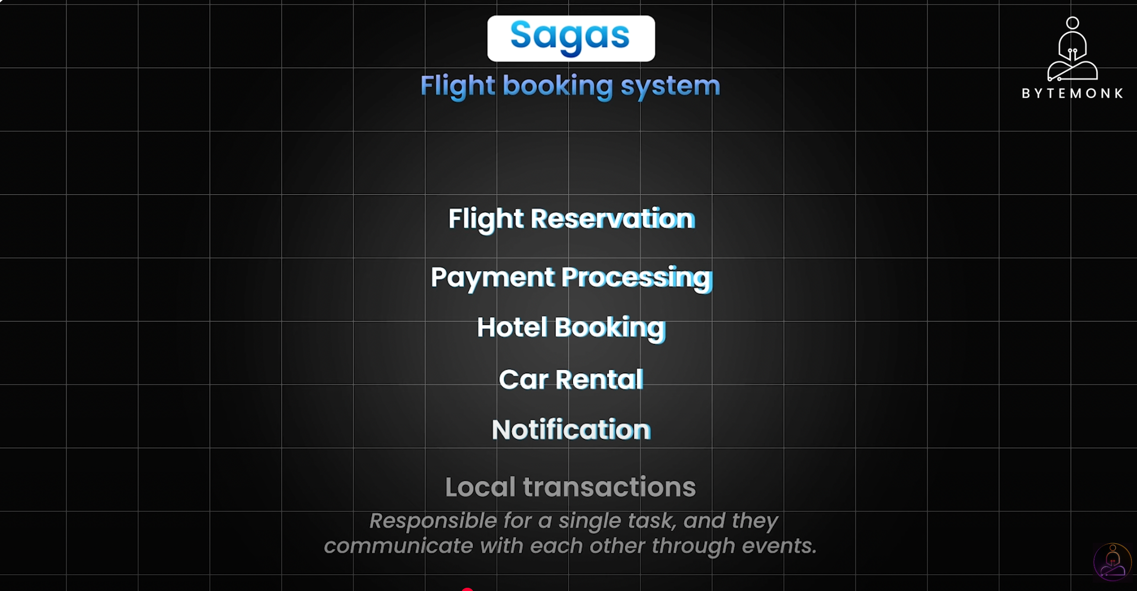 Sagas
Flight booking system
BYTEMONK
Flight Reservation
Payment Processing
Hotel Booking
Car Rental
Notification
Local transactions
Responsible for a single task, and they
communicate with each other through events.